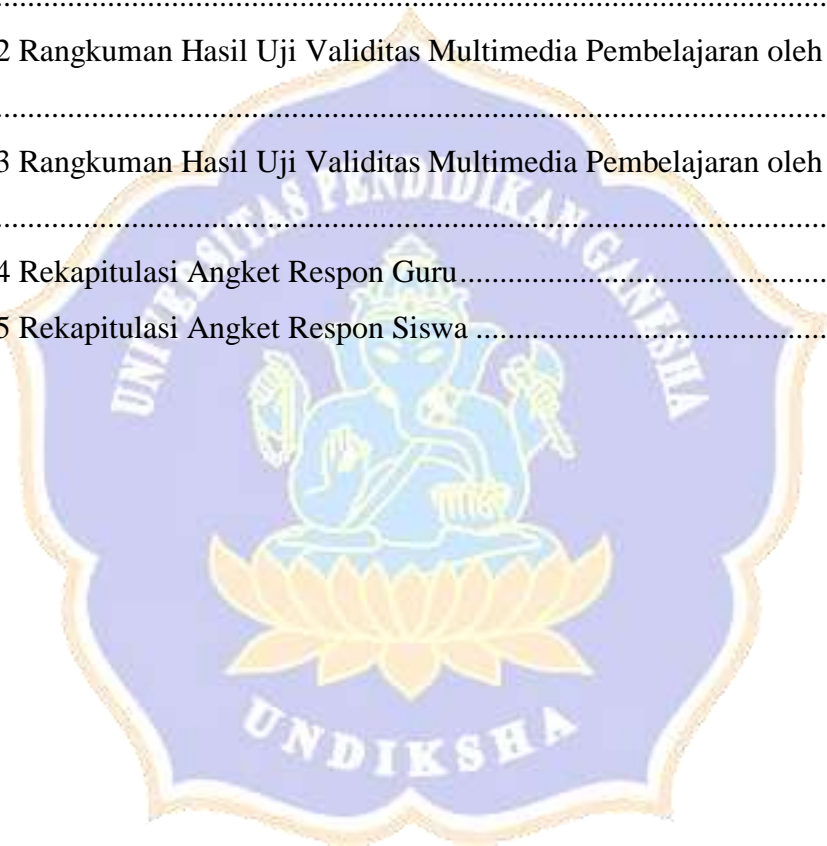 ................................................................................................................
2 Rangkuman Hasil Uji Validitas Multimedia Pembelajaran oleh
................................................................................................................
3 Rangkuman Hasil Uji Validitas Multimedia Pembelajaran oleh
................................................................................................................
4 Rekapitulasi Angket Respon Guru.................................................
5 Rekapitulasi Angket Respon Siswa ...............................................
UNIVERSITAS PENDIDIKAN GANESHA
UNDIKSHA